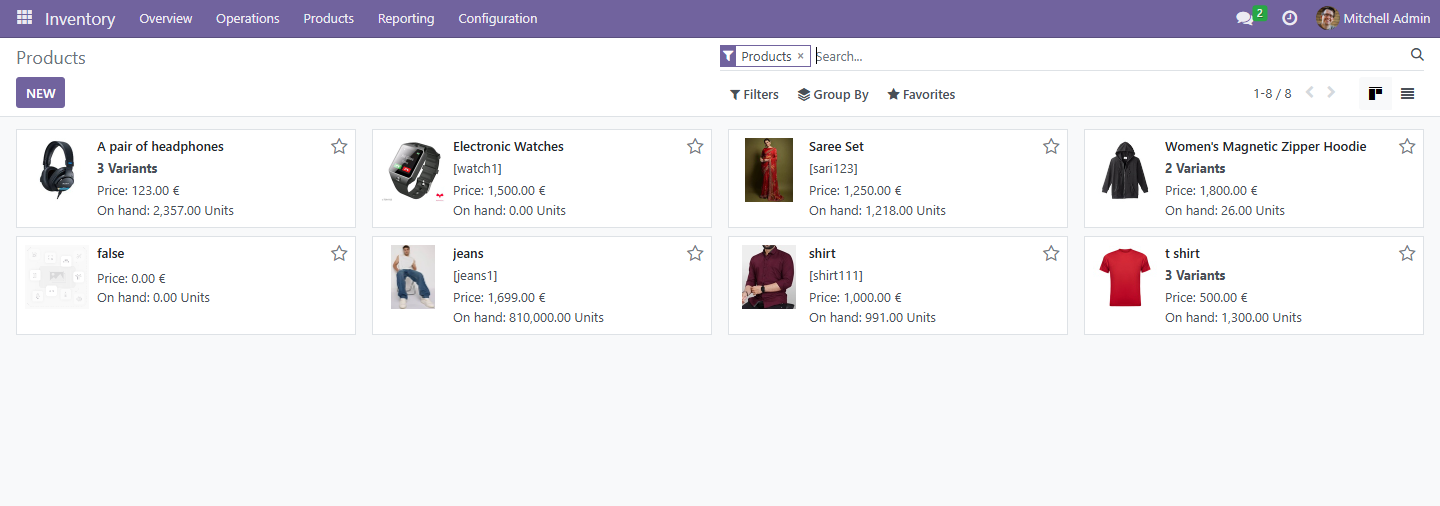 Inventory Overview Operations Products Reporting Configuration 2 Mitchell Admin
Products
Products × Search...
NEW
Filters Group By Favorites 1-8 / 8
A pair of headphones
3 Variants
Price: 123.00 €
On hand: 2,357.00 Units
Electronic Watches
[watch1]
Price: 1,500.00 €
On hand: 0.00 Units
Saree Set
[sari123]
Price: 1,250.00 €
On hand: 1,218.00 Units
Women's Magnetic Zipper Hoodie
2 Variants
Price: 1,800.00 €
On hand: 26.00 Units
false
Price: 0.00 €
On hand: 0.00 Units
jeans
[jeans1]
Price: 1,699.00 €
On hand: 810,000.00 Units
shirt
[shirt111]
Price: 1,000.00 €
On hand: 991.00 Units
t shirt
3 Variants
Price: 500.00 €
On hand: 1,300.00 Units